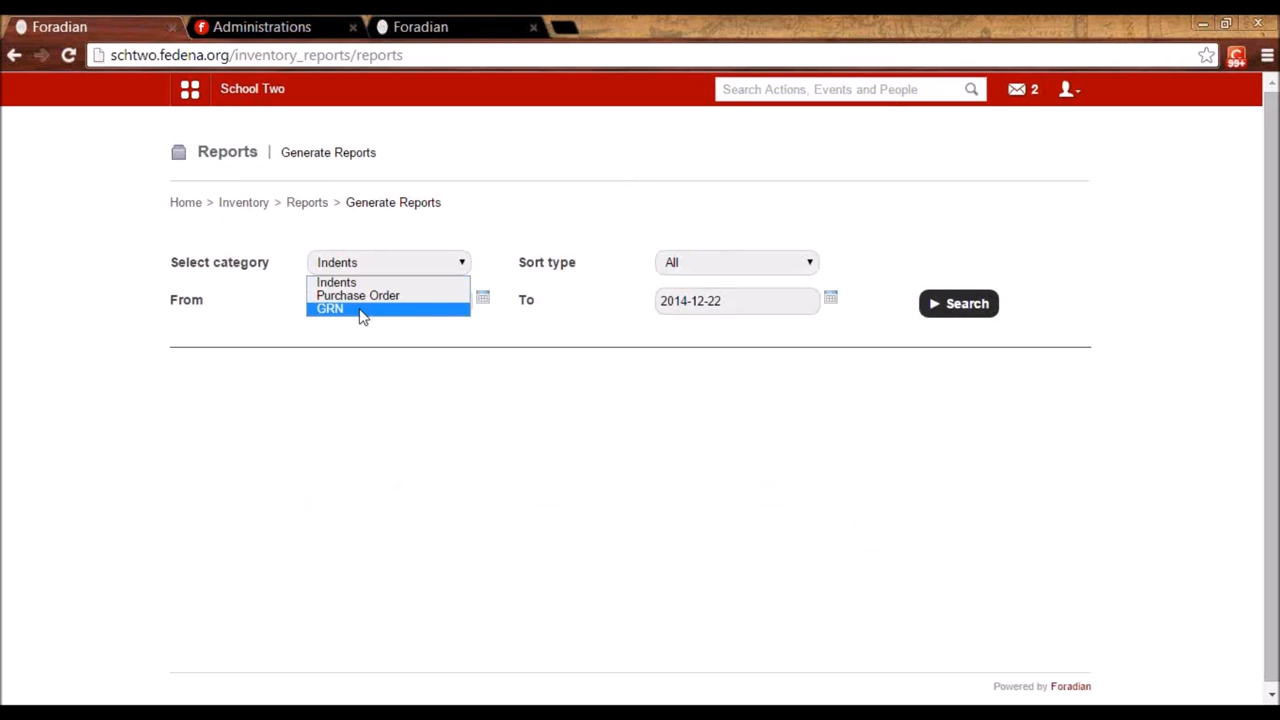 Foradian
Administrations
Foradian
schtwo.fedena.org/inventory_reports/reports
99+
School Two
Search Actions, Events and People
2
Reports | Generate Reports
Home > Inventory > Reports > Generate Reports
Select category
Indents
Sort type
All
Indents
Purchase Order
GRN
From
To
2014-12-22
Search
Powered by Foradian